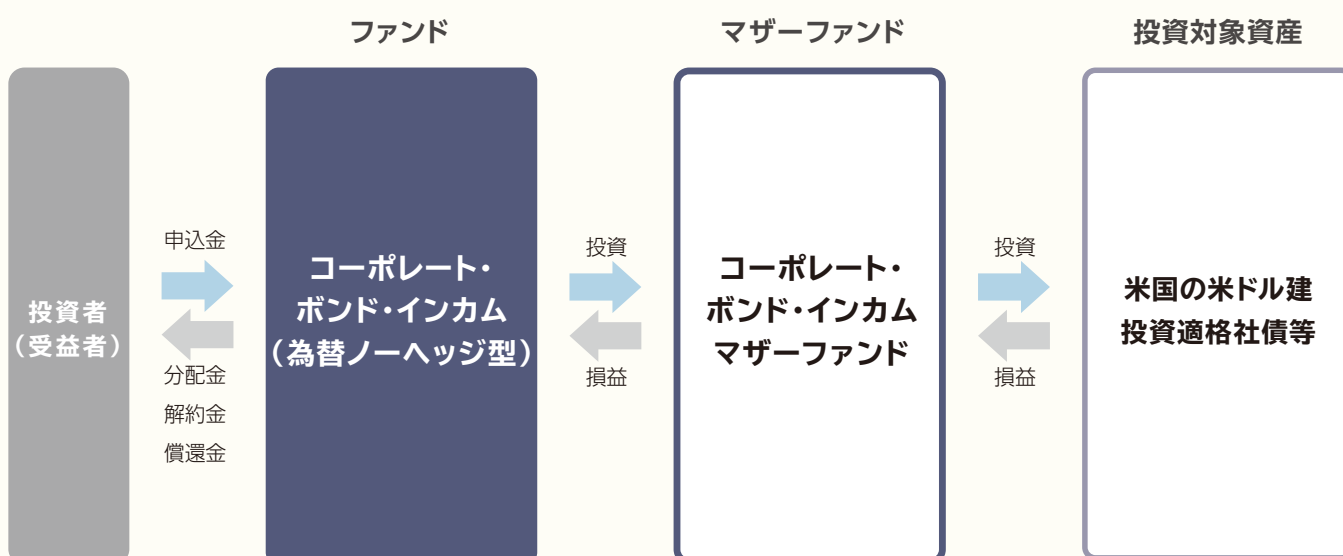 ファンド
マザーファンド
投資対象資産
投資者
（受益者）
申込金
分配金
解約金
償還金
コーポレート・
ボンド・インカム
（為替ノーヘッジ型）
投資
損益
コーポレート・
ボンド・インカム
マザーファンド
投資
損益
米国の米ドル建
投資適格社債等